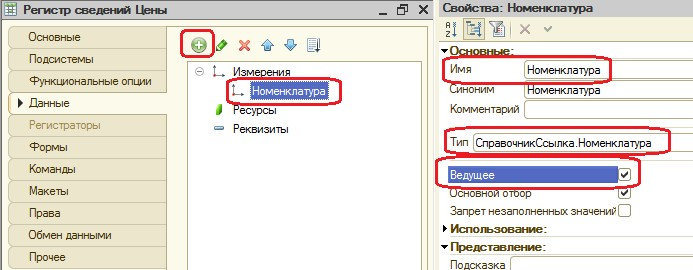 Регистр сведений Цены
Основные
Подсистемы
Функциональные опции
Данные
Регистраторы
Формы
Команды
Макеты
Права
Обмен данными
Прочее
Измерения
Номенклатура
Ресурсы
Реквизиты
Свойства: Номенклатура
Основные:
Имя Номенклатура
Синоним Номенклатура
Комментарий
Тип СправочникСсылка.Номенклатура
Ведущее
Основной отбор
Запрет незаполненных значений
Использование:
Представление:
Подсказка